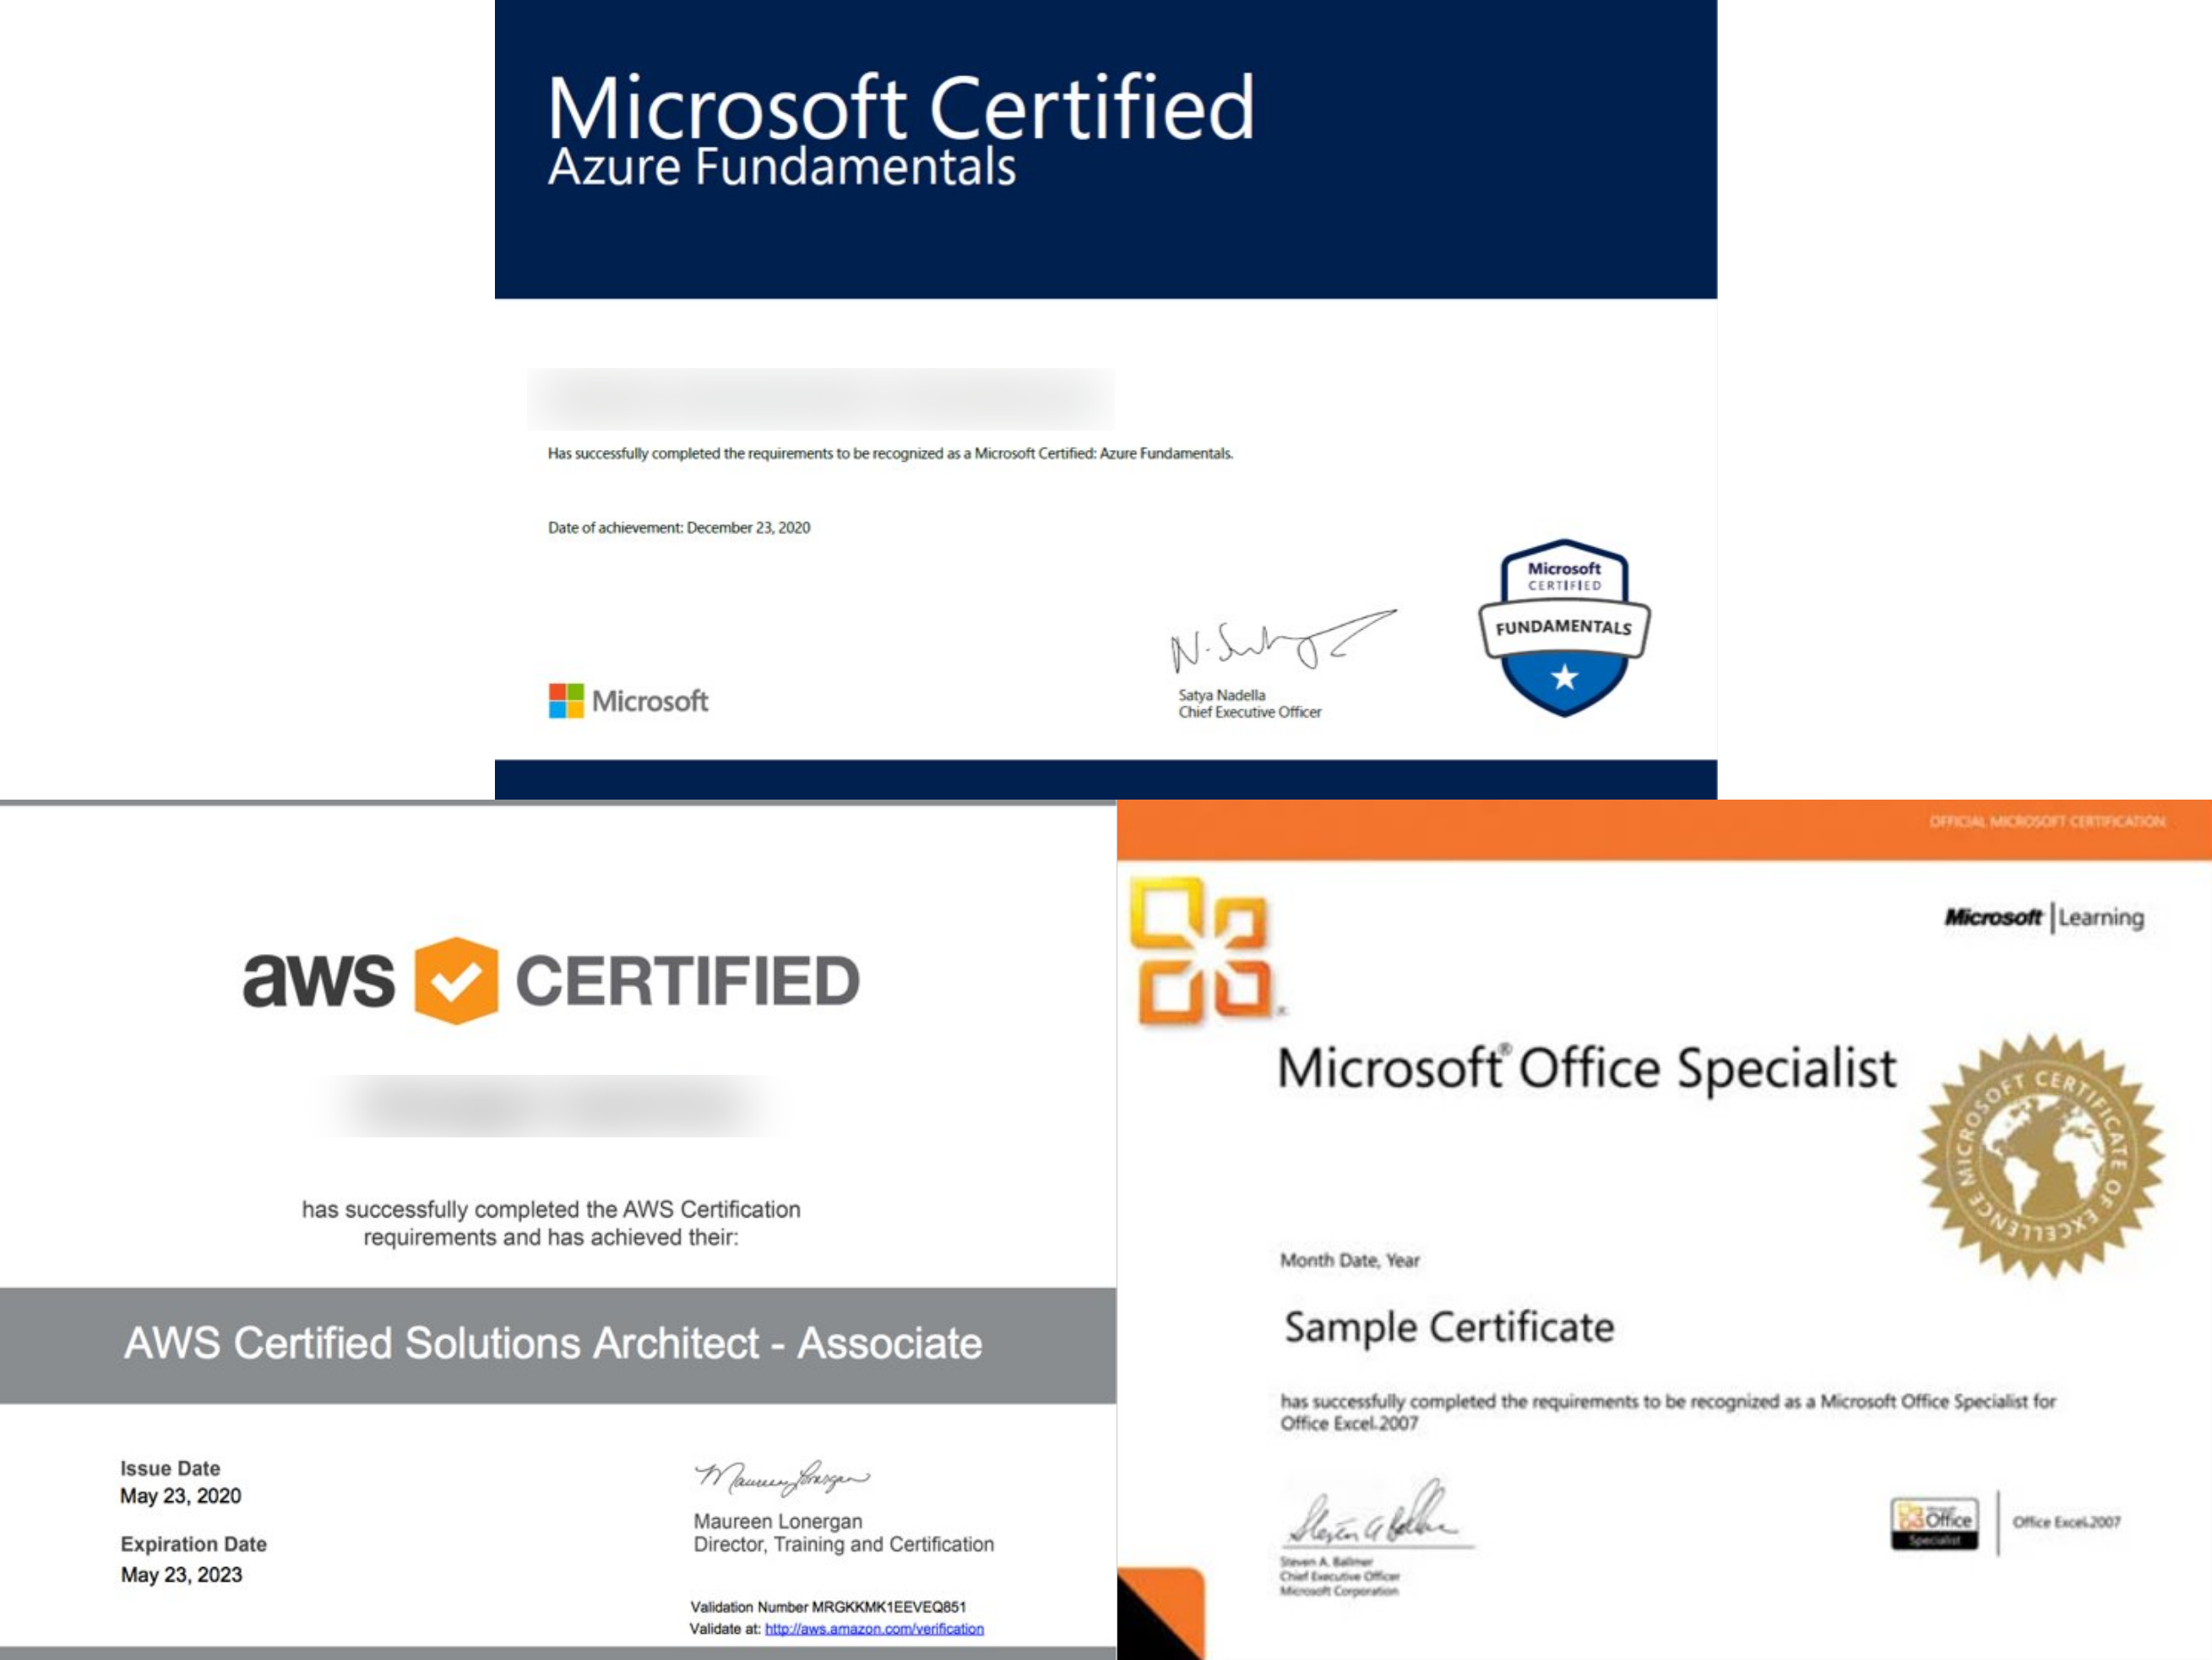 Microsoft Certified
Azure Fundamentals
Has successfully completed the requirements to be recognized as a Microsoft Certified: Azure Fundamentals.
Date of achievement: December 23, 2020
Microsoft
CERTIFIED
FUNDAMENTALS
N. Satya
Satya Nadella
Chief Executive Officer
Microsoft
aws CERTIFIED
has successfully completed the AWS Certification
requirements and has achieved their:
AWS Certified Solutions Architect - Associate
Issue Date
May 23, 2020
Expiration Date
May 23, 2023
Maureen Lonergan
Maureen Lonergan
Director, Training and Certification
Validation Number MRGKKMK1EEVEQ851
Validate at: http://aws.amazon.com/verification
OFFICIAL MICROSOFT CERTIFICATION
Microsoft | Learning
Microsoft® Office Specialist
MICROSOFT CERTIFICATE OF EXCELLENCE
Month Date, Year
Sample Certificate
has successfully completed the requirements to be recognized as a Microsoft Office Specialist for
Office Excel® 2007
Steven A Ballmer
Steven A. Ballmer
Chief Executive Officer
Microsoft Corporation
Microsoft
Office
Specialist
Office Excel® 2007